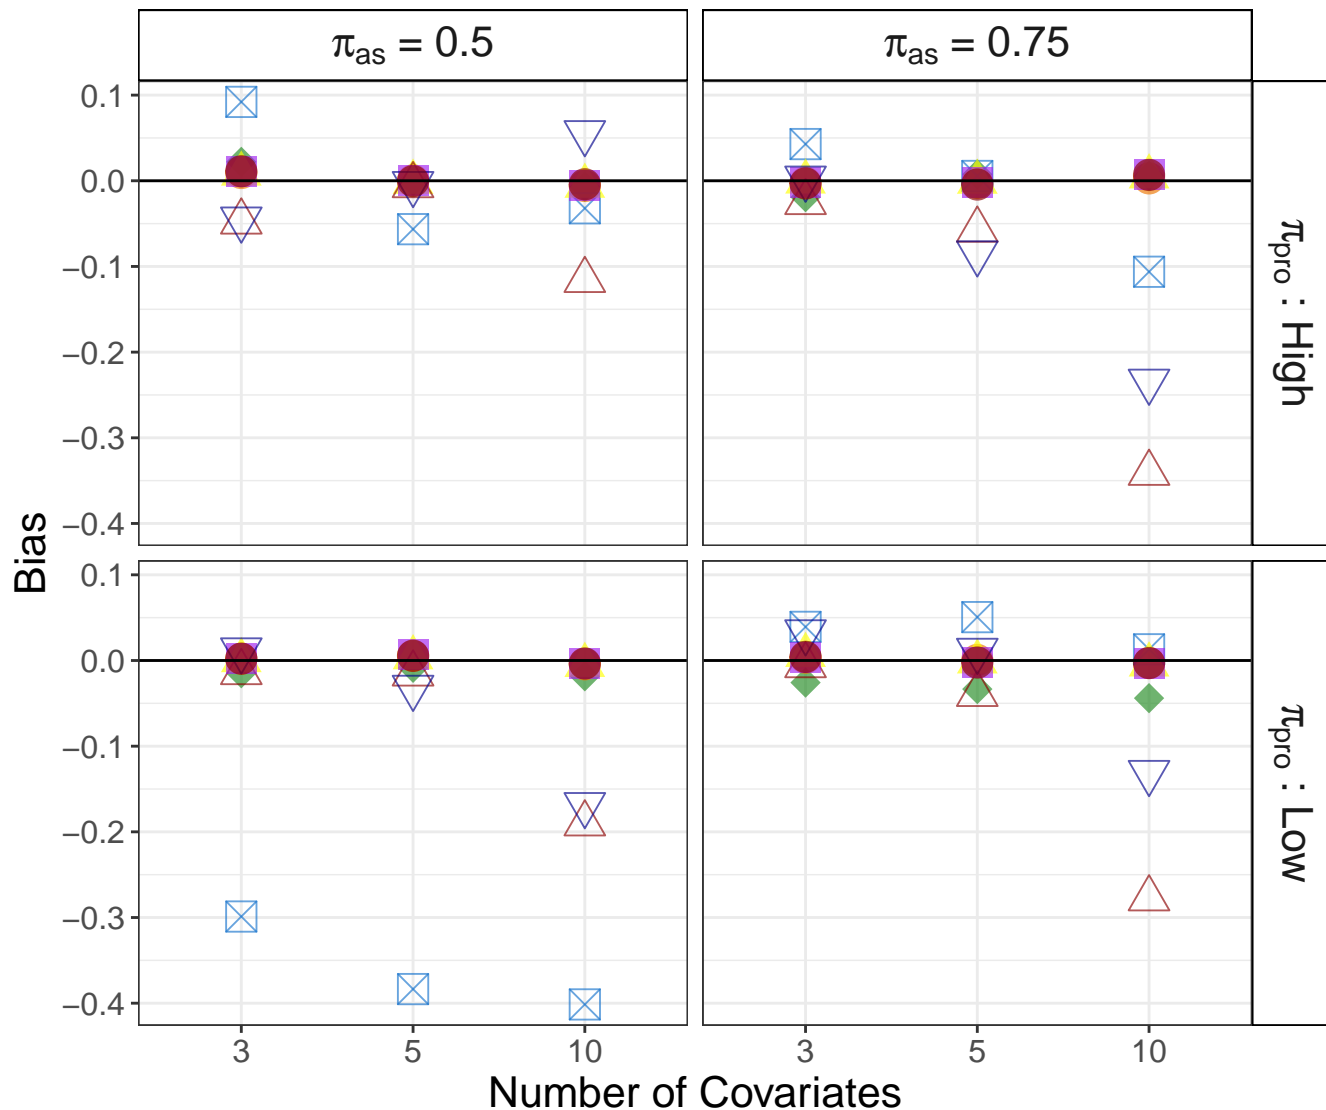 π_as = 0.5
π_as = 0.75
0.1
0.0
−0.1
−0.2
−0.3
−0.4
π_pro : High
Bias
0.1
0.0
−0.1
−0.2
−0.3
−0.4
π_pro : Low
3 5 10
3 5 10
Number of Covariates